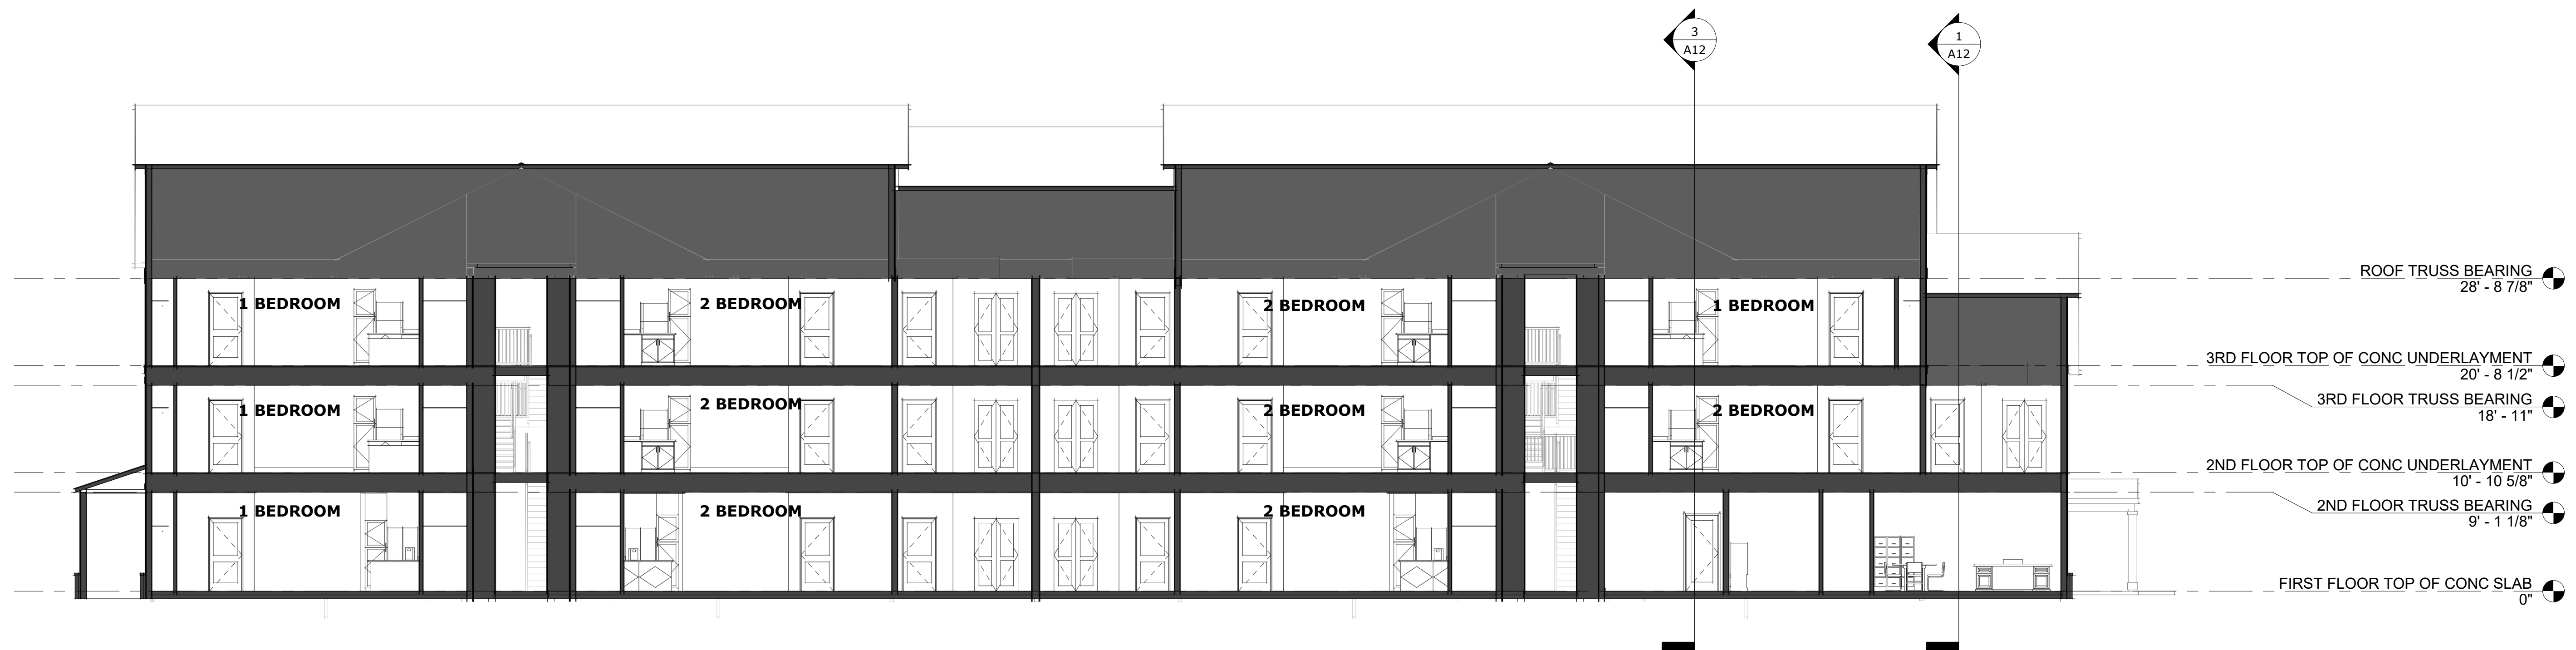 3
A12
1
A12
ROOF TRUSS BEARING
28' - 8 7/8"
1 BEDROOM
2 BEDROOM
2 BEDROOM
1 BEDROOM
3RD FLOOR TOP OF CONC UNDERLAYMENT
20' - 8 1/2"
3RD FLOOR TRUSS BEARING
18' - 11"
1 BEDROOM
2 BEDROOM
2 BEDROOM
2 BEDROOM
2ND FLOOR TOP OF CONC UNDERLAYMENT
10' - 10 5/8"
2ND FLOOR TRUSS BEARING
9' - 1 1/8"
1 BEDROOM
2 BEDROOM
2 BEDROOM
FIRST FLOOR TOP OF CONC SLAB
0"